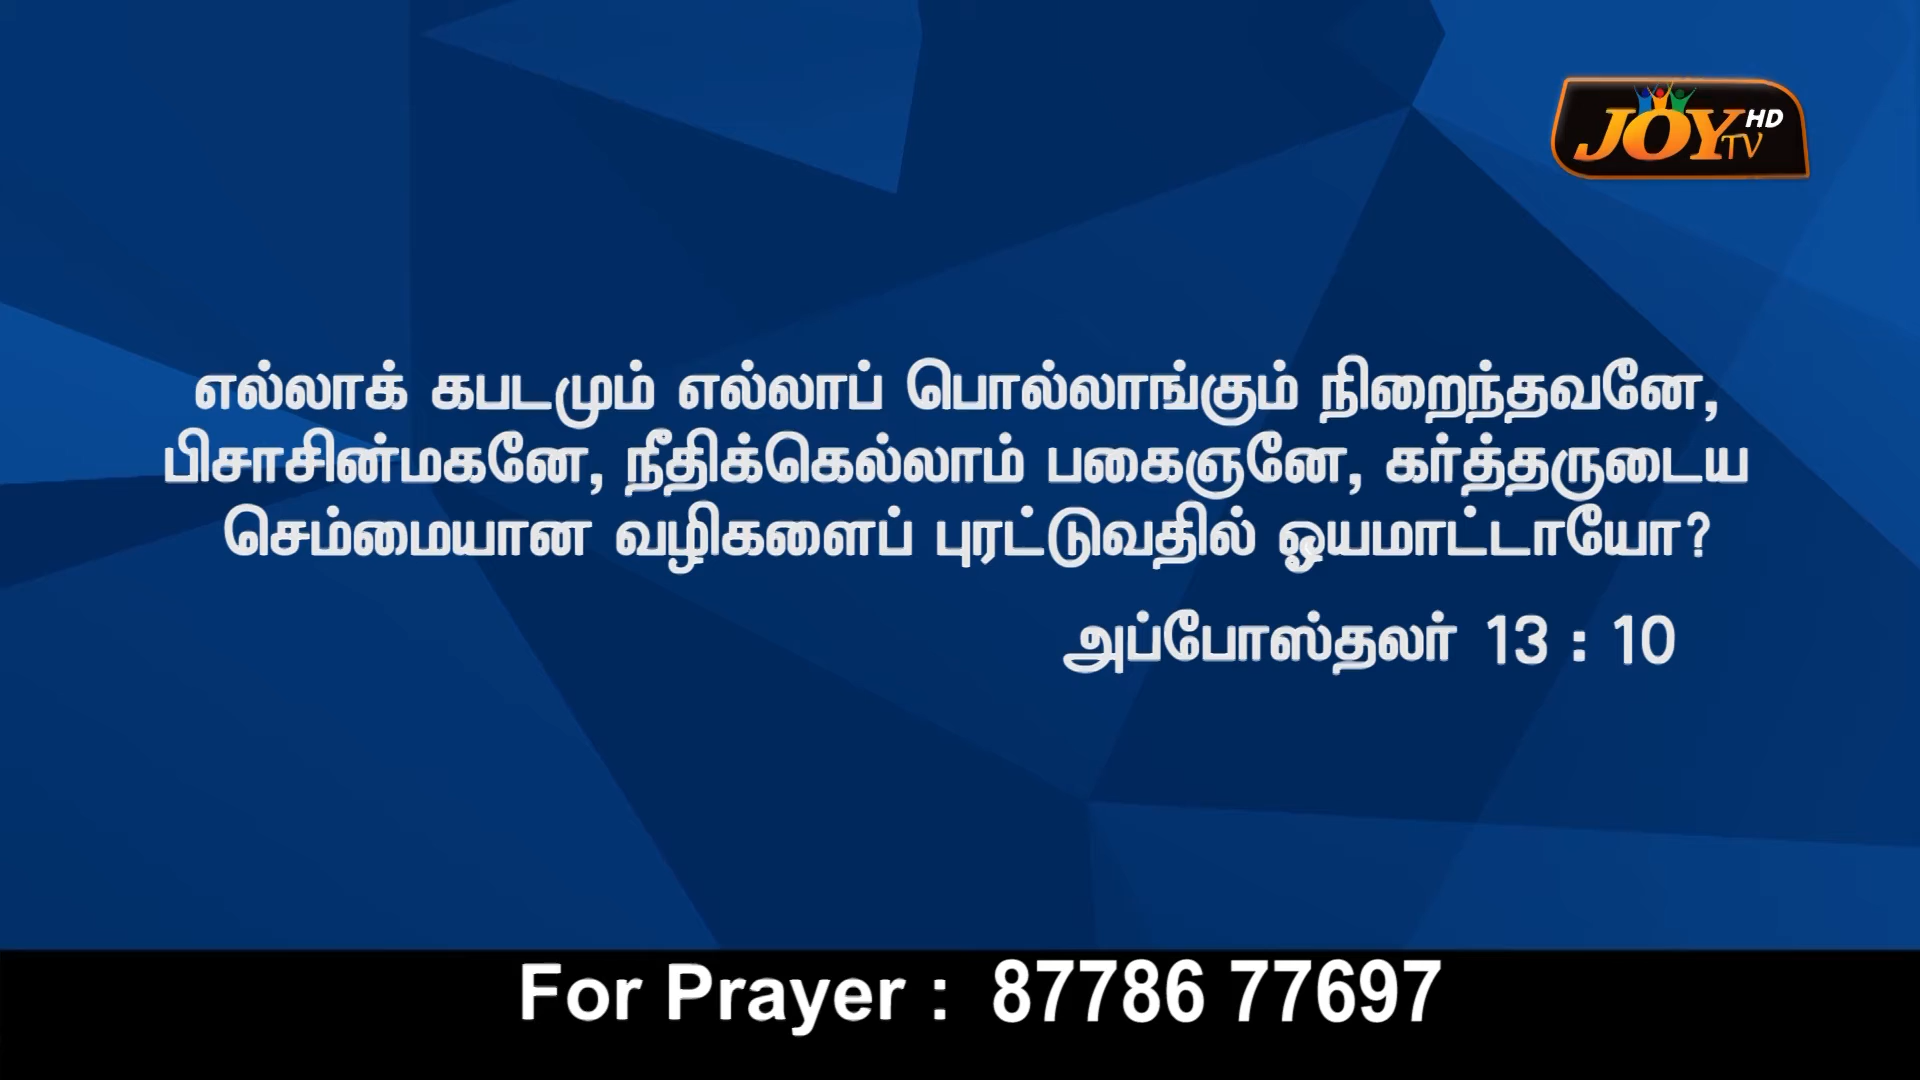 JOY TV HD
எல்லாக் கபடமும் எல்லாப் பொல்லாங்கும் நிறைந்தவனே,
பிசாசின்மகனே, நீதிக்கெல்லாம் பகைஞனே, கர்த்தருடைய
செம்மையான வழிகளைப் புரட்டுவதில் ஓயமாட்டாயோ?
அப்போஸ்தலர் 13 : 10
For Prayer : 87786 77697